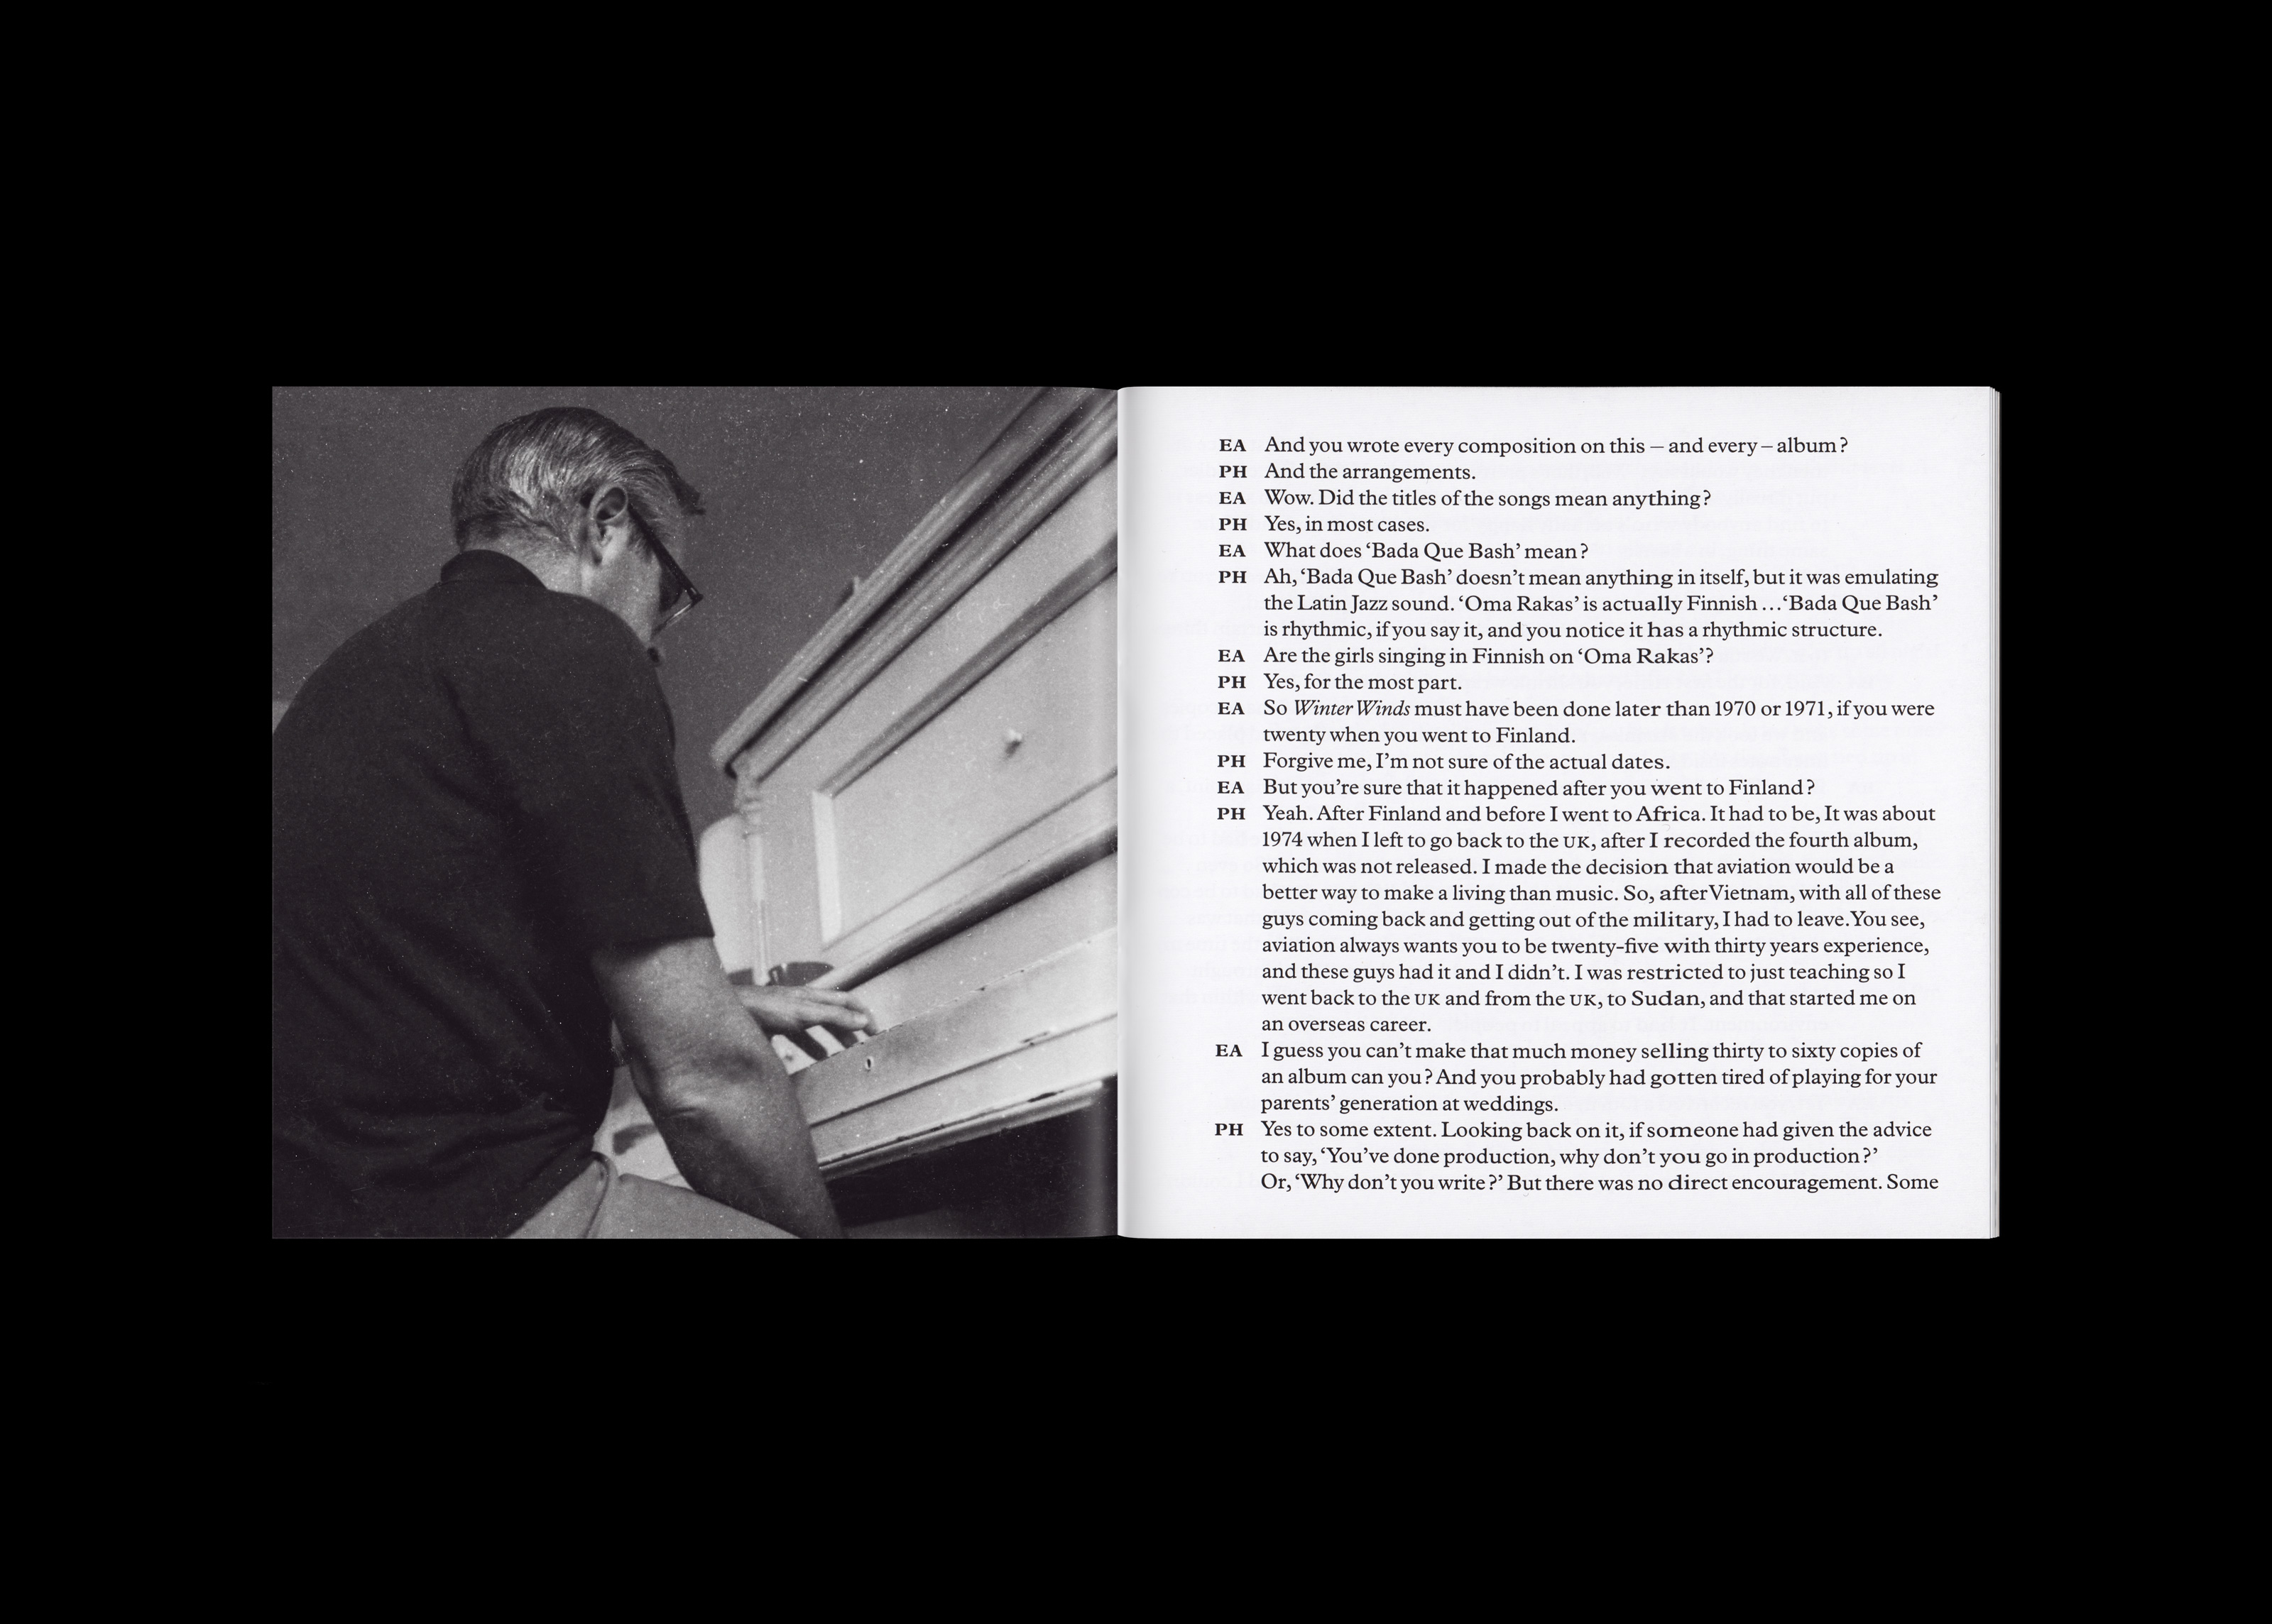 EA And you wrote every composition on this – and every – album?
PH And the arrangements.
EA Wow. Did the titles of the songs mean anything?
PH Yes, in most cases.
EA What does ‘Bada Que Bash’ mean?
PH Ah, ‘Bada Que Bash’ doesn’t mean anything in itself, but it was emulating
the Latin Jazz sound. ‘Oma Rakas’ is actually Finnish …‘Bada Que Bash’
is rhythmic, if you say it, and you notice it has a rhythmic structure.
EA Are the girls singing in Finnish on ‘Oma Rakas’?
PH Yes, for the most part.
EA So Winter Winds must have been done later than 1970 or 1971, if you were
twenty when you went to Finland.
PH Forgive me, I’m not sure of the actual dates.
EA But you’re sure that it happened after you went to Finland?
PH Yeah. After Finland and before I went to Africa. It had to be, It was about
1974 when I left to go back to the UK, after I recorded the fourth album,
which was not released. I made the decision that aviation would be a
better way to make a living than music. So, after Vietnam, with all of these
guys coming back and getting out of the military, I had to leave. You see,
aviation always wants you to be twenty-five with thirty years experience,
and these guys had it and I didn’t. I was restricted to just teaching so I
went back to the UK and from the UK, to Sudan, and that started me on
an overseas career.
EA I guess you can’t make that much money selling thirty to sixty copies of
an album can you? And you probably had gotten tired of playing for your
parents’ generation at weddings.
PH Yes to some extent. Looking back on it, if someone had given the advice
to say, ‘You’ve done production, why don’t you go in production?’
Or, ‘Why don’t you write?’ But there was no direct encouragement. Some